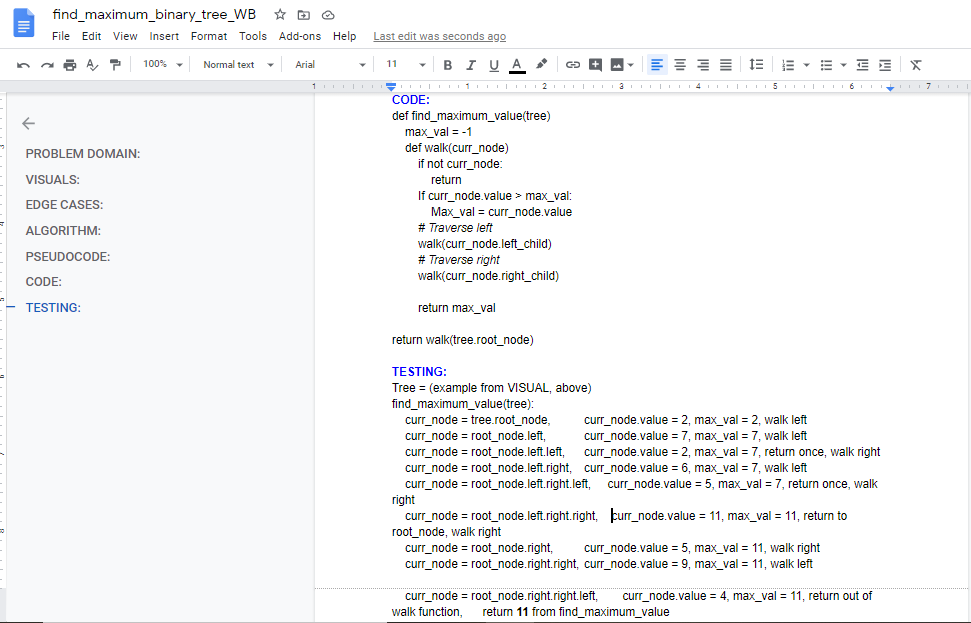 find_maximum_binary_tree_WB
File Edit View Insert Format Tools Add-ons Help Last edit was seconds ago
100% Normal text Arial 11 B I U A
1 1 2 3 4 5 6 7
PROBLEM DOMAIN:
VISUALS:
EDGE CASES:
ALGORITHM:
PSEUDOCODE:
CODE:
TESTING:
CODE:
def find_maximum_value(tree)
max_val = -1
def walk(curr_node)
if not curr_node:
return
If curr_node.value > max_val:
Max_val = curr_node.value
# Traverse left
walk(curr_node.left_child)
# Traverse right
walk(curr_node.right_child)
return max_val
return walk(tree.root_node)
TESTING:
Tree = (example from VISUAL, above)
find_maximum_value(tree):
curr_node = tree.root_node, curr_node.value = 2, max_val = 2, walk left
curr_node = root_node.left, curr_node.value = 7, max_val = 7, walk left
curr_node = root_node.left.left, curr_node.value = 2, max_val = 7, return once, walk right
curr_node = root_node.left.right, curr_node.value = 6, max_val = 7, walk left
curr_node = root_node.left.right.left, curr_node.value = 5, max_val = 7, return once, walk
right
curr_node = root_node.left.right.right, curr_node.value = 11, max_val = 11, return to
root_node, walk right
curr_node = root_node.right, curr_node.value = 5, max_val = 11, walk right
curr_node = root_node.right.right, curr_node.value = 9, max_val = 11, walk left
curr_node = root_node.right.right.left, curr_node.value = 4, max_val = 11, return out of
walk function, return 11 from find_maximum_value